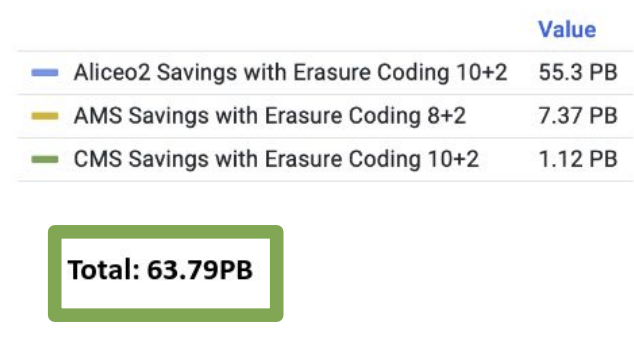 Value
Aliceo2 Savings with Erasure Coding 10+2 55.3 PB
AMS Savings with Erasure Coding 8+2 7.37 PB
CMS Savings with Erasure Coding 10+2 1.12 PB
Total: 63.79PB